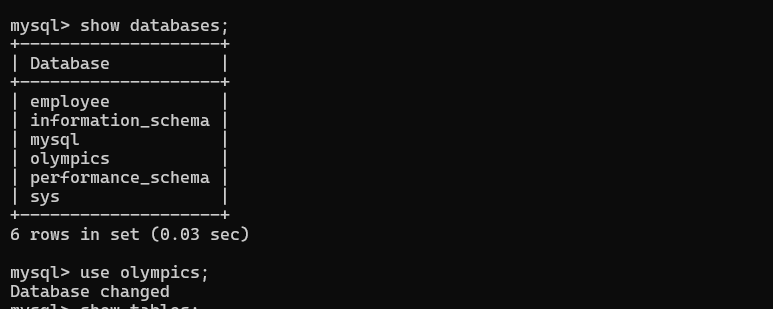 mysql> show databases;
+--------------------+
| Database           |
+--------------------+
| employee           |
| information_schema |
| mysql              |
| olympics           |
| performance_schema |
| sys                |
+--------------------+
6 rows in set (0.03 sec)

mysql> use olympics;
Database changed
mysql> show tables;